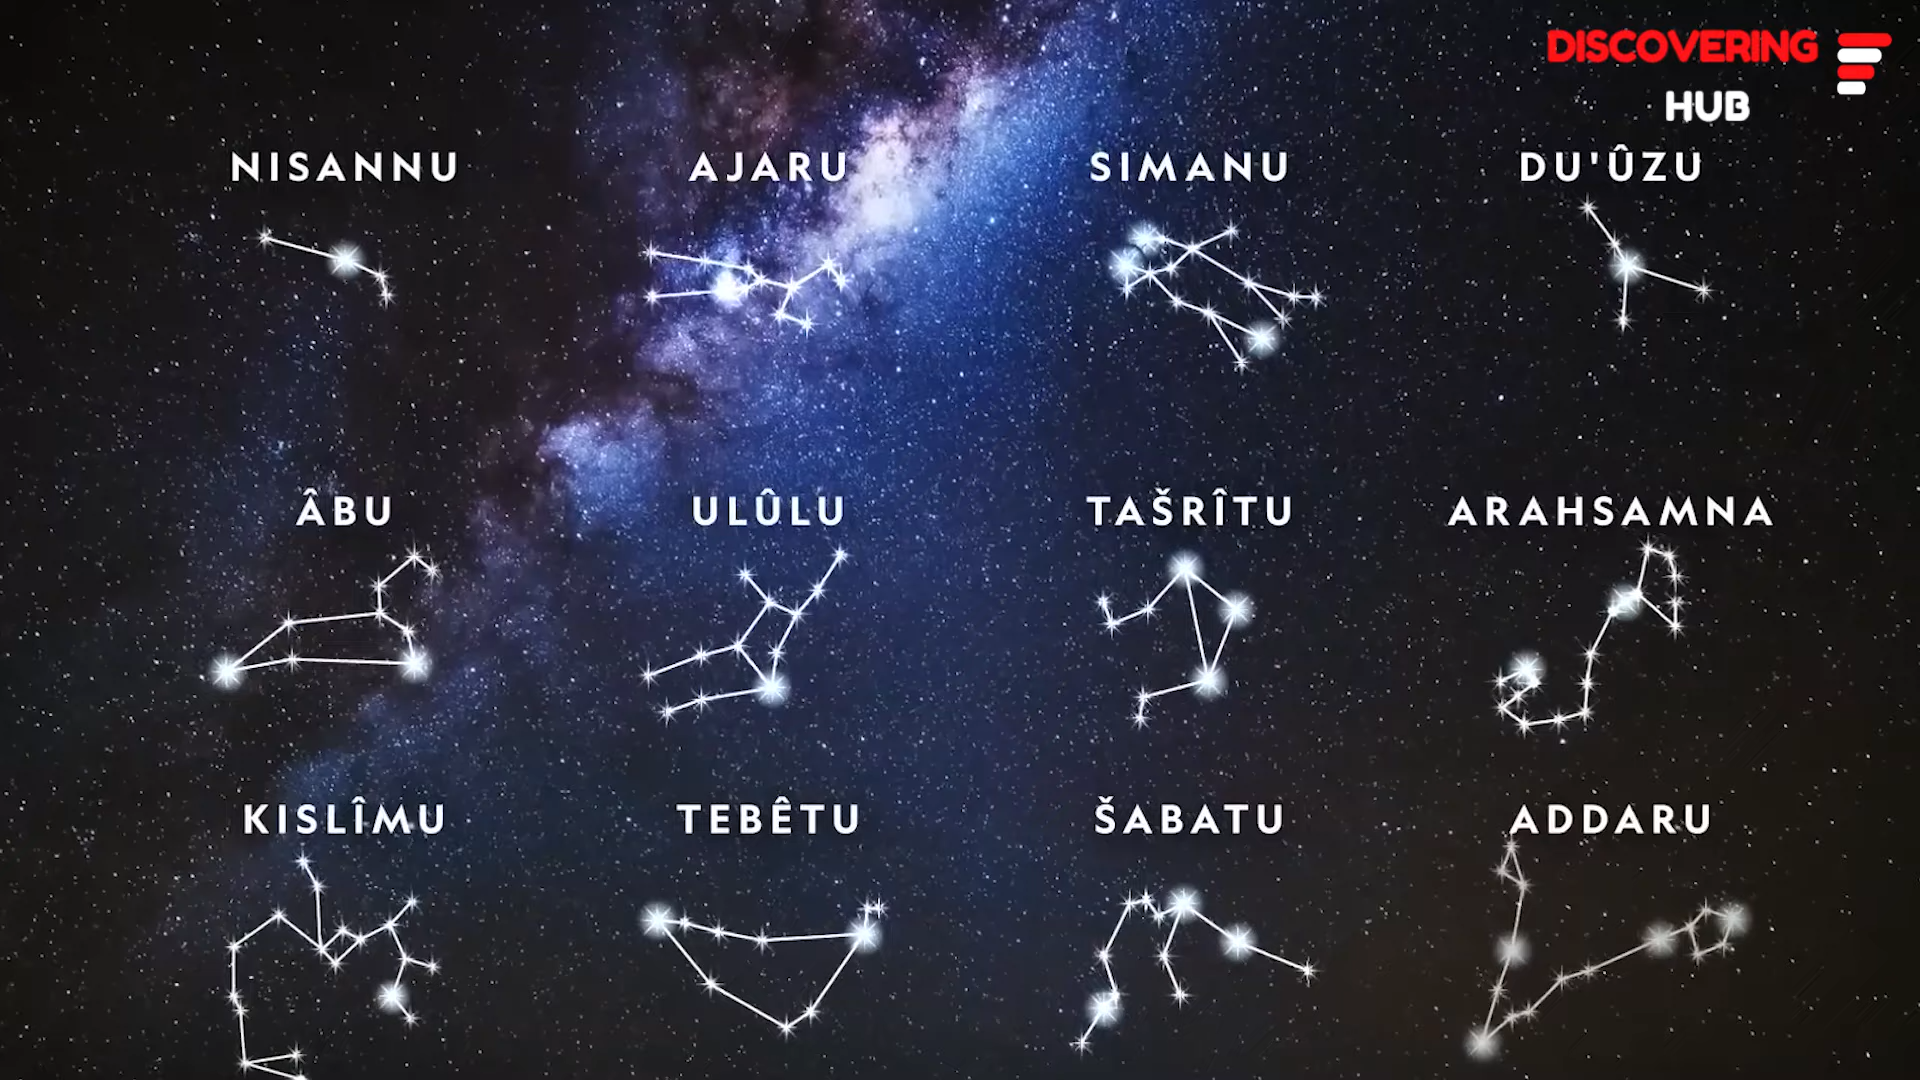 DISCOVERING
HUB
NISANNU
AJARU
SIMANU
DU'ÛZU
ÂBU
ULÛLU
TAŠRÎTU
ARAHSAMNA
KISLÎMU
TEBÊTU
ŠABATU
ADDARU